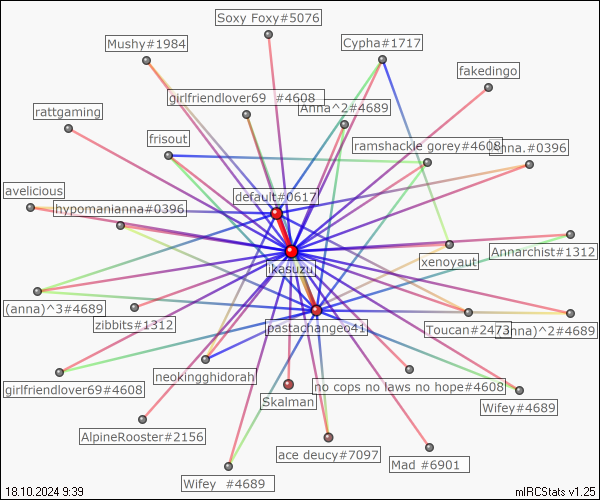 Soxy Foxy#5076
Mushy#1984
Cypha#1717
fakedingo
girlfriendlover69 #4608
Anna^2#4689
rattgaming
frisout
ramshackle gorey#4608
anna.#0396
avelicious
default#0617
hypomanianna#0396
Annarchist#1312
ikasuzu
xenoyaut
(anna)^3#4689
zibbits#1312
pastachangeo41
Toucan#2473
(anna)^2#4689
neokingghidorah
girlfriendlover69#4608
no cops no laws no hope#4608
Skalman
Wifey#4689
AlpineRooster#2156
ace deucy#7097
Mad #6901
Wifey #4689
18.10.2024 9:39
mIRCStats v1.25